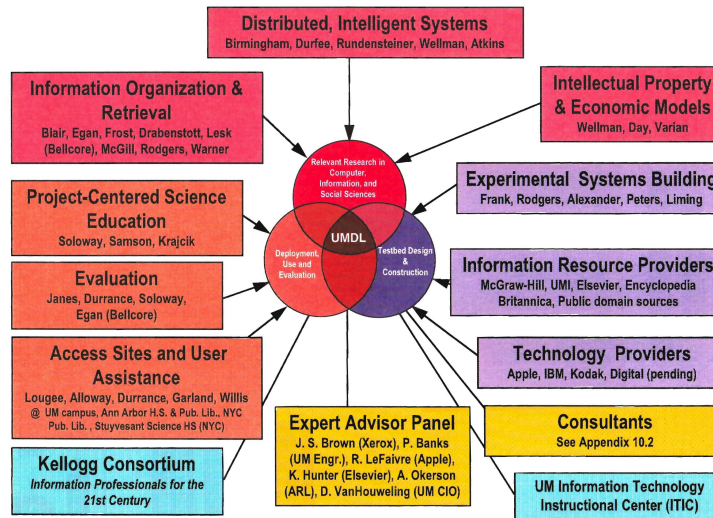 Distributed, Intelligent Systems
Birmingham, Durfee, Rundensteiner, Wellman, Atkins
Information Organization &
Retrieval
Blair, Egan, Frost, Drabenstott, Lesk
(Bellcore), McGill, Rodgers, Warner
Intellectual Property
& Economic Models
Wellman, Day, Varian
Relevant Research in
Computer,
Information, and
Social Sciences
Project-Centered Science
Education
Soloway, Samson, Krajcik
Experimental Systems Building
Frank, Rodgers, Alexander, Peters, Liming
UMDL
Deployment,
Use and
Evaluation
Testbed Design
&
Construction
Evaluation
Janes, Durrance, Soloway,
Egan (Bellcore)
Information Resource Providers
McGraw-Hill, UMI, Elsevier, Encyclopedia
Britannica, Public domain sources
Access Sites and User
Assistance
Lougee, Alloway, Durrance, Garland, Willis
@ UM campus, Ann Arbor H.S. & Pub. Lib., NYC
Pub. Lib. , Stuyvesant Science HS (NYC)
Technology Providers
Apple, IBM, Kodak, Digital (pending)
Expert Advisor Panel
J. S. Brown (Xerox), P. Banks
(UM Engr.), R. LeFaivre (Apple),
K. Hunter (Elsevier), A. Okerson
(ARL), D. VanHouweling (UM CIO)
Consultants
See Appendix 10.2
Kellogg Consortium
Information Professionals for the
21st Century
UM Information Technology
Instructional Center (ITIC)